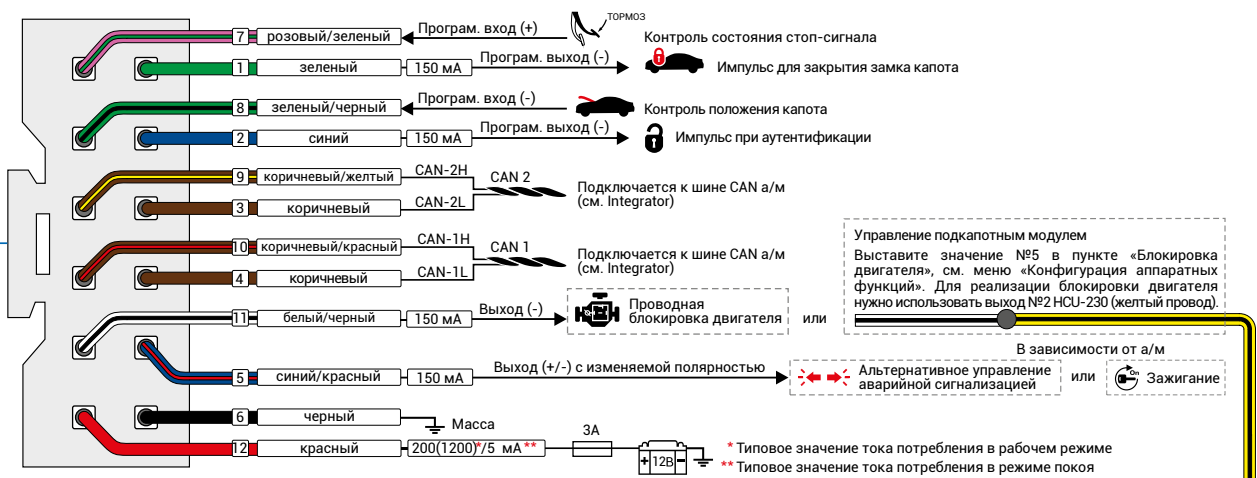 ТОРМОЗ
7 розовый/зеленый Програм. вход (+) Контроль состояния стоп-сигнала
1 зеленый 150 мА Програм. выход (-) Импульс для закрытия замка капота
8 зеленый/черный Програм. вход (-) Контроль положения капота
2 синий 150 мА Програм. выход (-) Импульс при аутентификации
9 коричневый/желтый CAN-2H
CAN 2
3 коричневый CAN-2L
Подключается к шине CAN а/м
(см. Integrator)
10 коричневый/красный CAN-1H
CAN 1
4 коричневый CAN-1L
Подключается к шине CAN а/м
(см. Integrator)
Управление подкапотным модулем
Выставите значение №5 в пункте «Блокировка
двигателя», см. меню «Конфигурация аппаратных
функций». Для реализации блокировки двигателя
нужно использовать выход №2 HCU-230 (желтый провод).
11 белый/черный 150 мА Выход (-)
Проводная
блокировка двигателя
или
В зависимости от а/м
5 синий/красный 150 мА Выход (+/-) с изменяемой полярностью
Альтернативное управление
аварийной сигнализацией
или
On
Зажигание
6 черный Масса
12 красный 200(1200)*/5 мА** 3А
+ 12В -
* Типовое значение тока потребления в рабочем режиме
** Типовое значение тока потребления в режиме покоя